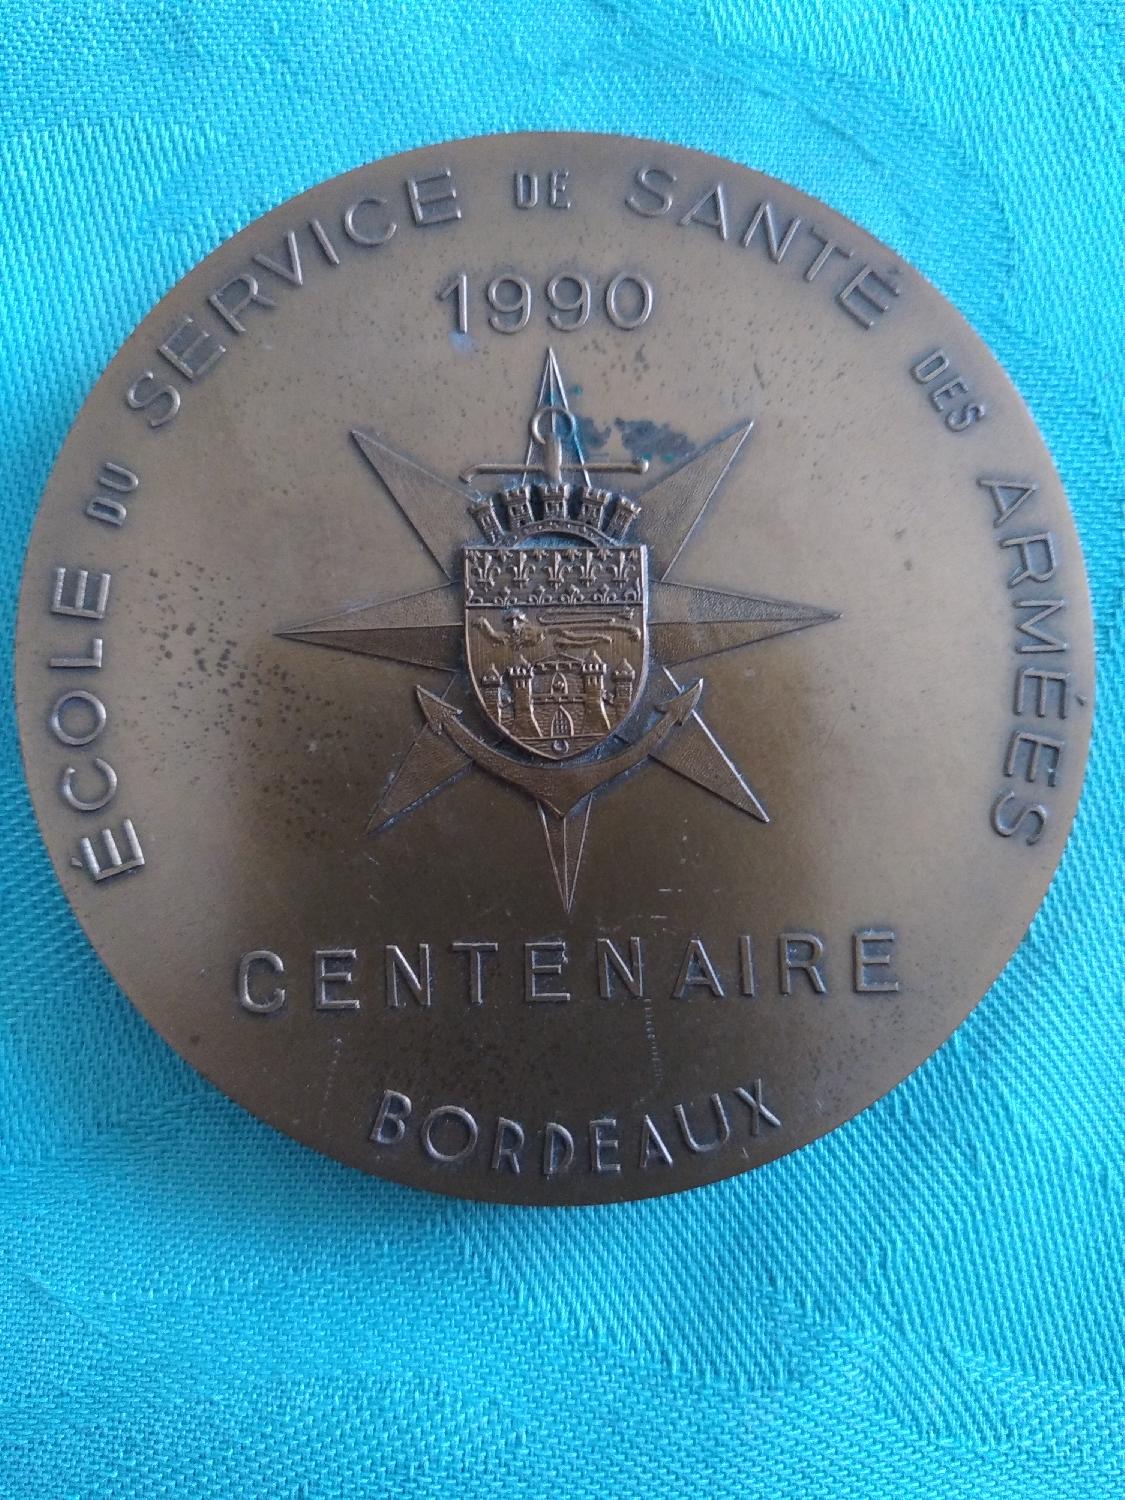 ÉCOLE DU SERVICE DE SANTÉ DES ARMÉES
1990
CENTENAIRE
BORDEAUX